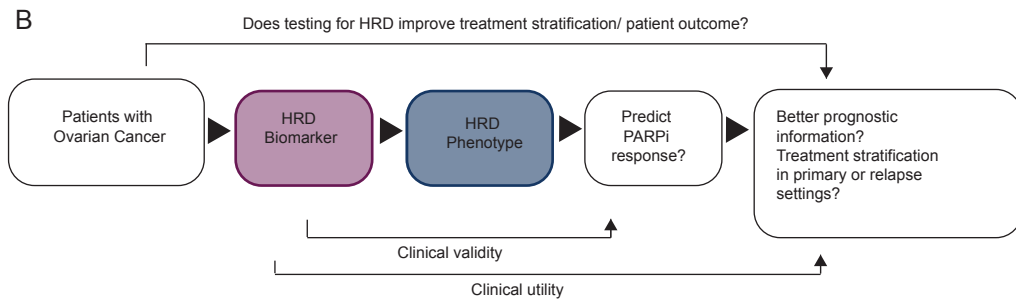 B
Does testing for HRD improve treatment stratification/ patient outcome?
Patients with
Ovarian Cancer
HRD
Biomarker
HRD
Phenotype
Predict
PARPi
response?
Better prognostic
information?
Treatment stratification
in primary or relapse
settings?
Clinical validity
Clinical utility